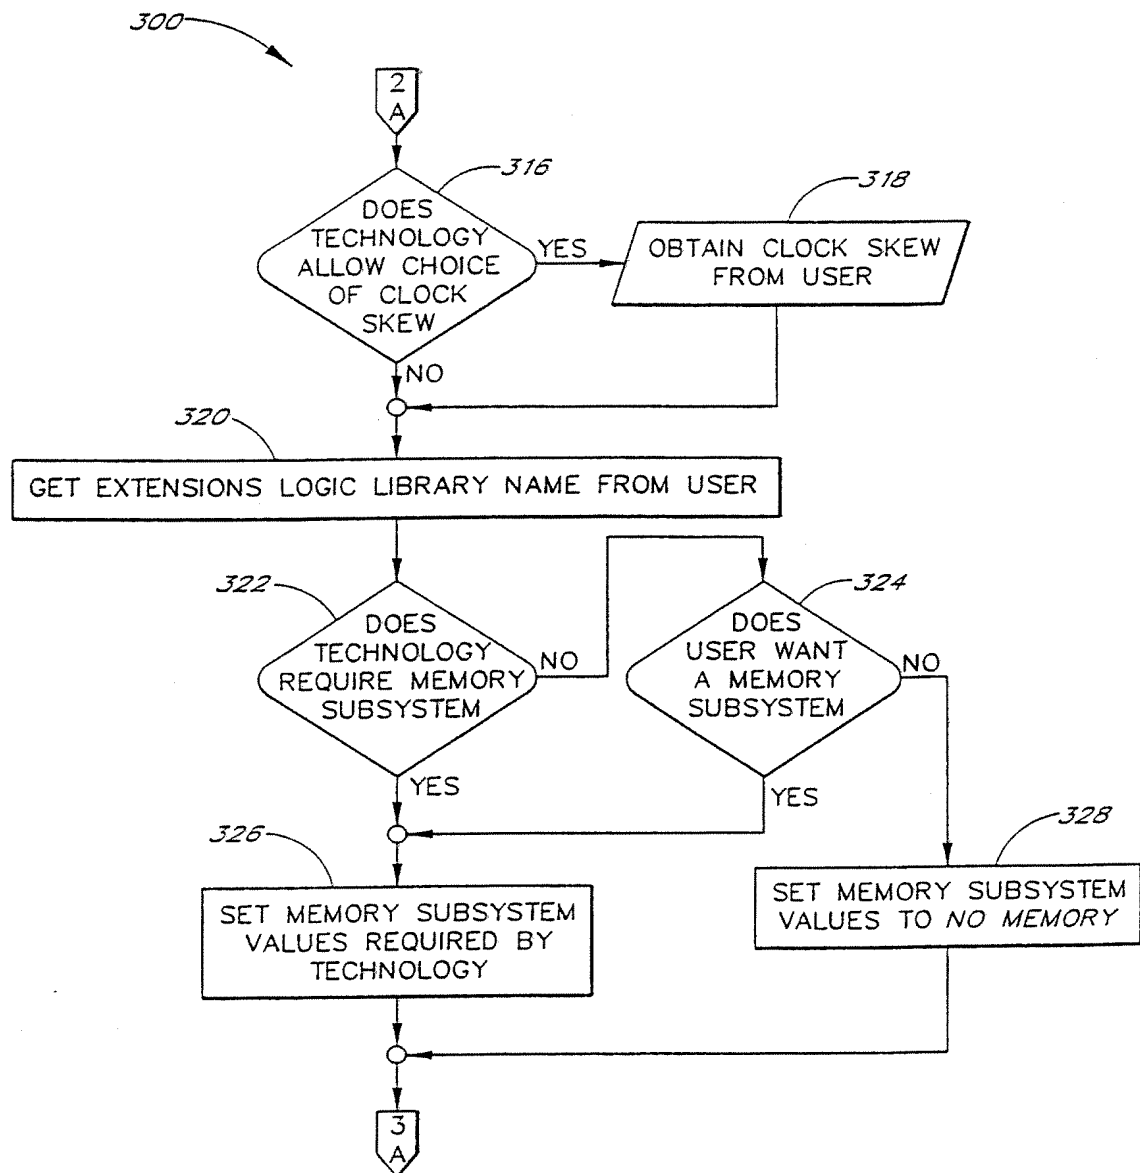 300
2
A
316
DOES
TECHNOLOGY
ALLOW CHOICE
OF CLOCK
SKEW
YES
318
OBTAIN CLOCK SKEW
FROM USER
NO
320
GET EXTENSIONS LOGIC LIBRARY NAME FROM USER
322
DOES
TECHNOLOGY
REQUIRE MEMORY
SUBSYSTEM
NO
324
DOES
USER WANT
A MEMORY
SUBSYSTEM
NO
YES
YES
326
SET MEMORY SUBSYSTEM
VALUES REQUIRED BY
TECHNOLOGY
328
SET MEMORY SUBSYSTEM
VALUES TO NO MEMORY
3
A